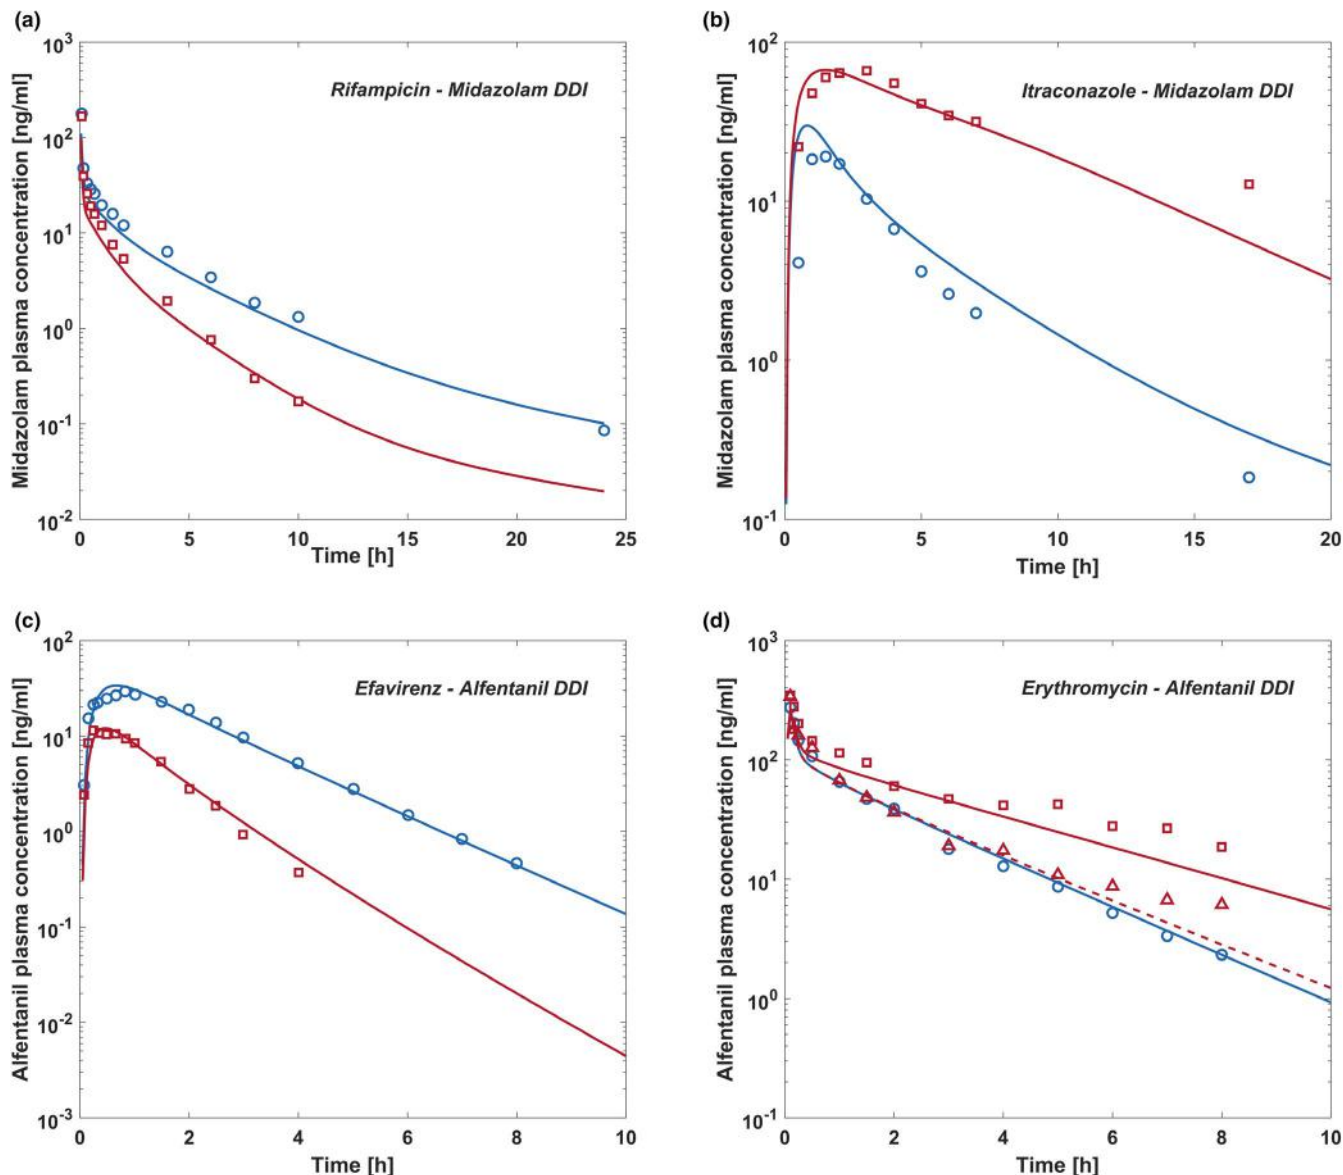 (a)
Rifampicin - Midazolam DDI
Midazolam plasma concentration [ng/ml]
10^3
10^2
10^1
10^0
10^-1
10^-2
0 5 10 15 20 25
Time [h]
(b)
Itraconazole - Midazolam DDI
Midazolam plasma concentration [ng/ml]
10^2
10^1
10^0
10^-1
0 5 10 15 20
Time [h]
(c)
Efavirenz - Alfentanil DDI
Alfentanil plasma concentration [ng/ml]
10^2
10^1
10^0
10^-1
10^-2
10^-3
0 2 4 6 8 10
Time [h]
(d)
Erythromycin - Alfentanil DDI
Alfentanil plasma concentration [ng/ml]
10^3
10^2
10^1
10^0
10^-1
0 2 4 6 8 10
Time [h]